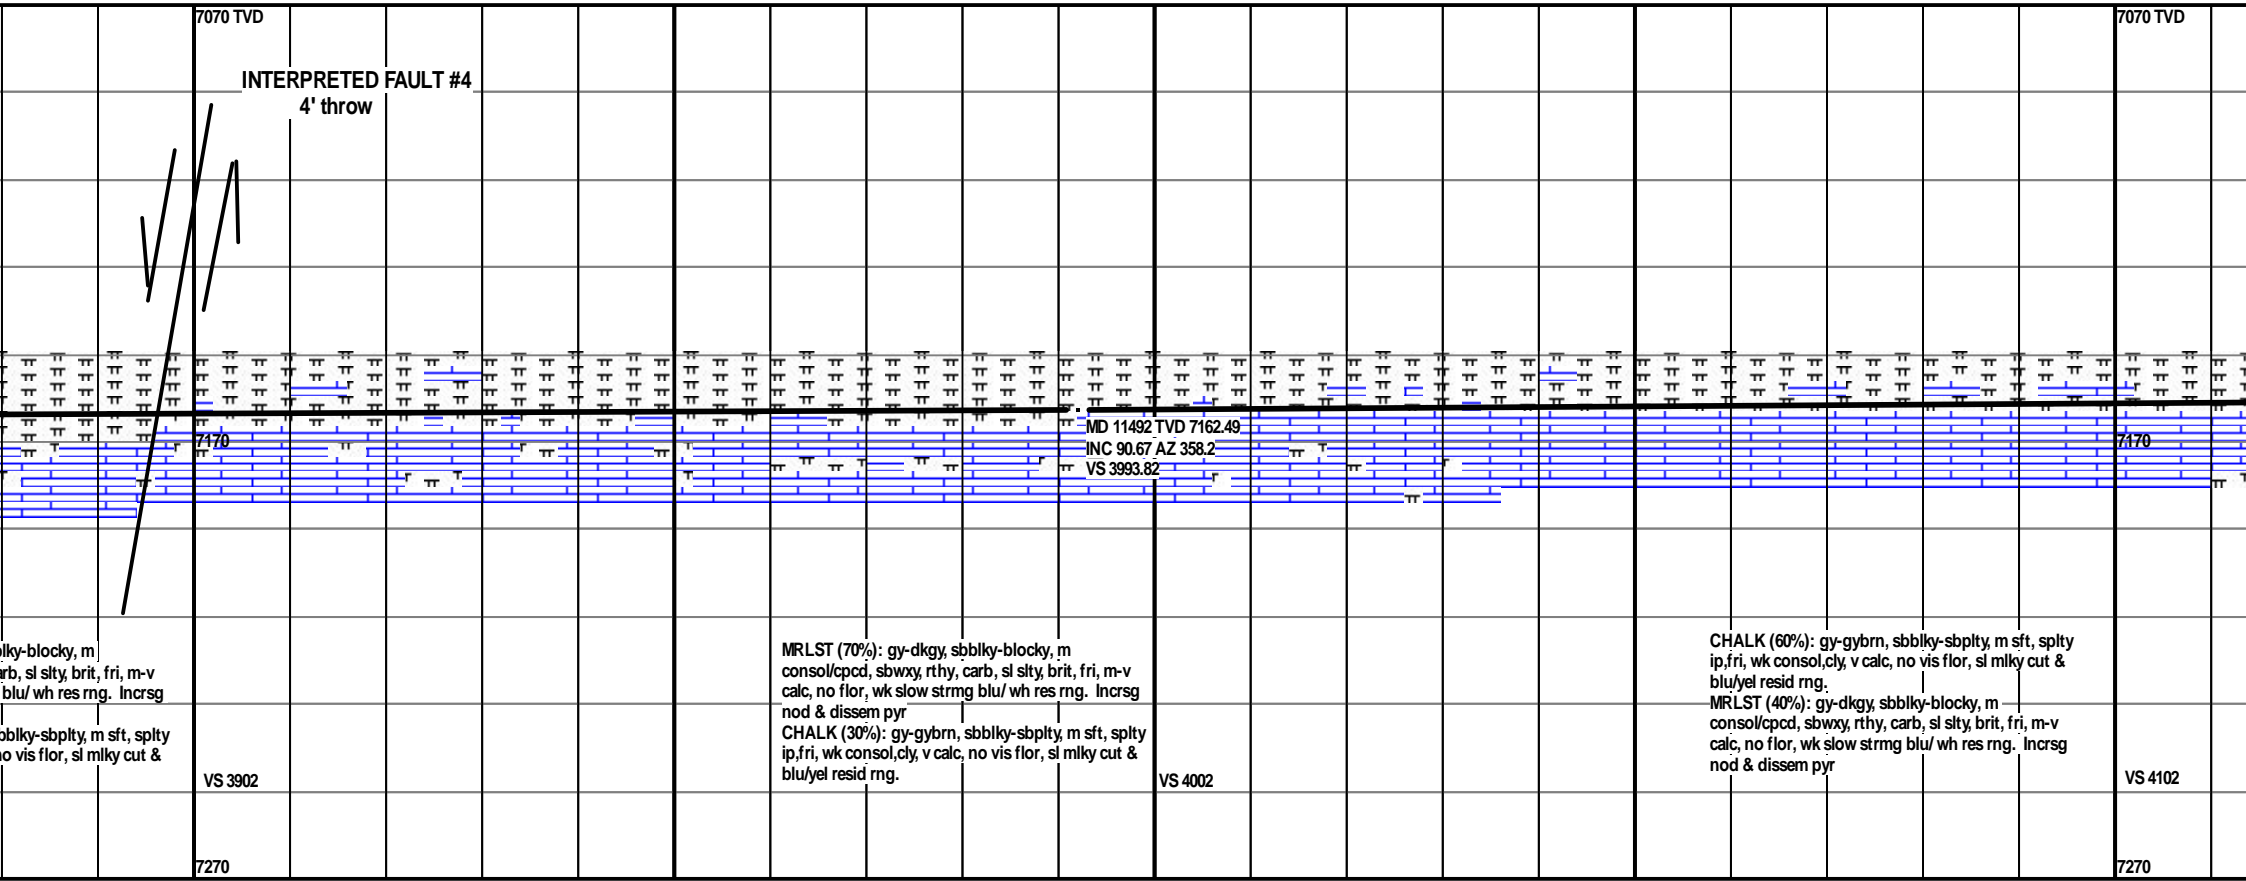 7070 TVD
7070 TVD
INTERPRETED FAULT #4
4' throw
7170
MD 11492 TVD 7162.49
INC 90.67 AZ 358.2
VS 3993.82
7170
lky-blocky, m
arb, sl slty, brit, fri, m-v
blu/ wh res rng. Incrsg
bblky-sbplty, m sft, splty
no vis flor, sl mlky cut &
MRLST (70%): gy-dkgy, sbblky-blocky, m
consol/cpcd, sbwxy, rthy, carb, sl slty, brit, fri, m-v
calc, no flor, wk slow strmg blu/ wh res rng. Incrsg
nod & dissem pyr
CHALK (30%): gy-gybrn, sbblky-sbplty, m sft, splty
ip,fri, wk consol,cly, v calc, no vis flor, sl mlky cut &
blu/yel resid rng.
CHALK (60%): gy-gybrn, sbblky-sbplty, m sft, splty
ip,fri, wk consol,cly, v calc, no vis flor, sl mlky cut &
blu/yel resid rng.
MRLST (40%): gy-dkgy, sbblky-blocky, m
consol/cpcd, sbwxy, rthy, carb, sl slty, brit, fri, m-v
calc, no flor, wk slow strmg blu/ wh res rng. Incrsg
nod & dissem pyr
VS 3902
VS 4002
VS 4102
7270
7270